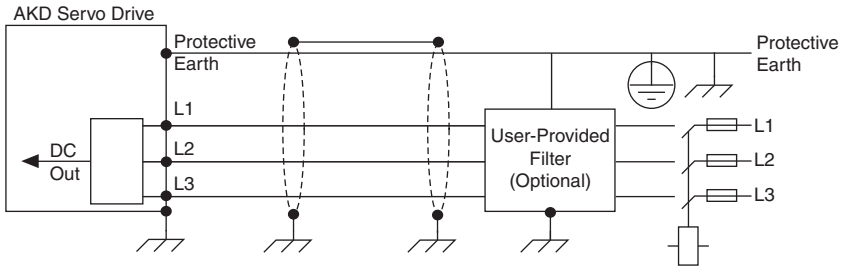 AKD Servo Drive
Protective
Earth
Protective
Earth
L1
L2
L3
DC
Out
User-Provided
Filter
(Optional)
L1
L2
L3